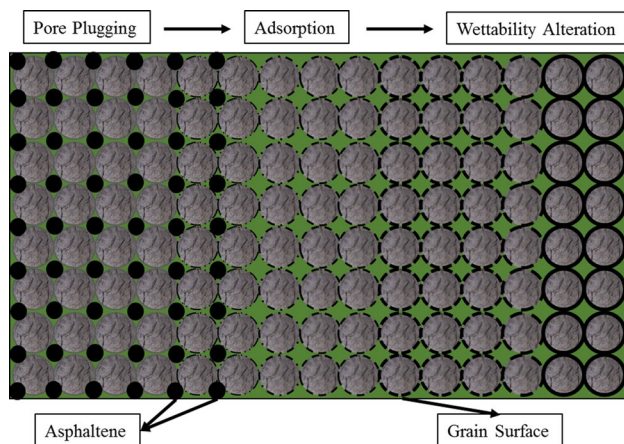 Pore Plugging
Adsorption
Wettability Alteration
Asphaltene
Grain Surface